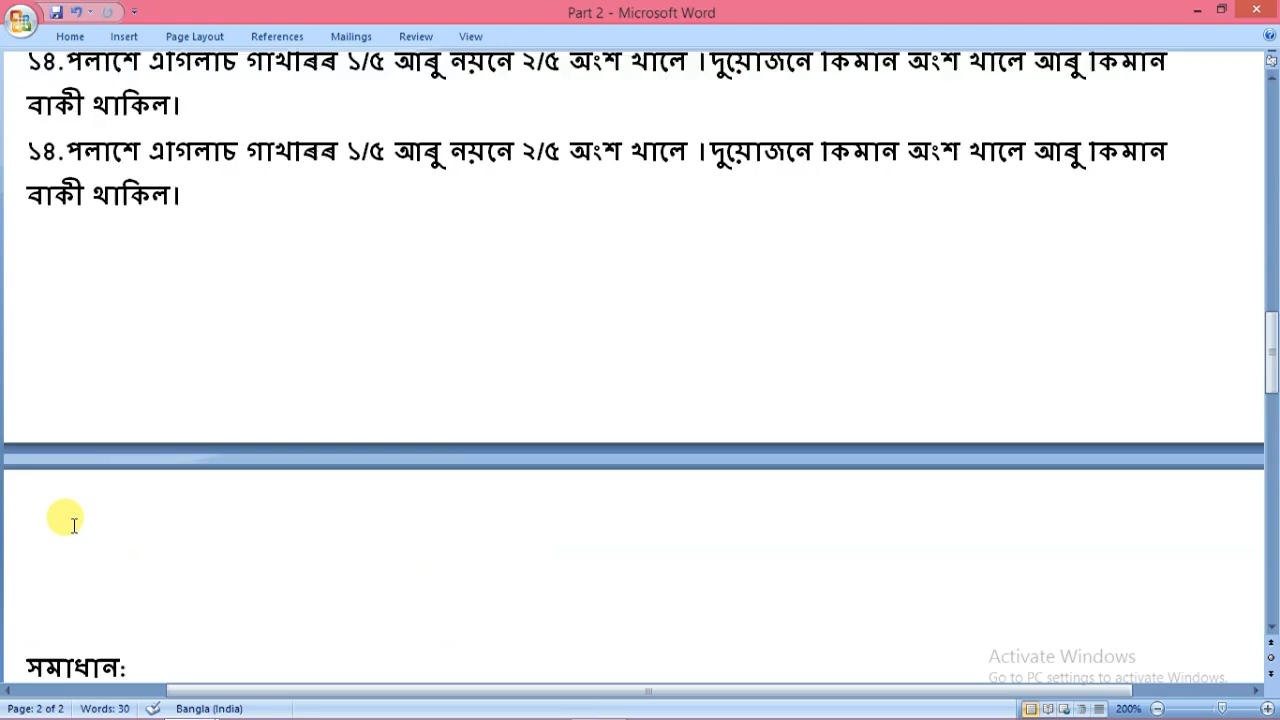 Part 2 - Microsoft Word
Home Insert Page Layout References Mailings Review View
১৪.পলাশে এগিলাচ গাখীৰৰ ১/৫ আৰু নয়নে ২/৫ অংশ খালে ।দুয়োজনে কিমান অংশ খালে আৰু কিমান
বাকী থাকিল।
১৪.পলাশে এগিলাচ গাখীৰৰ ১/৫ আৰু নয়নে ২/৫ অংশ খালে ।দুয়োজনে কিমান অংশ খালে আৰু কিমান
বাকী থাকিল।
সমাধান:
Activate Windows
Go to PC settings to activate Windows.
Page: 2 of 2 Words: 30 Bangla (India) 200%